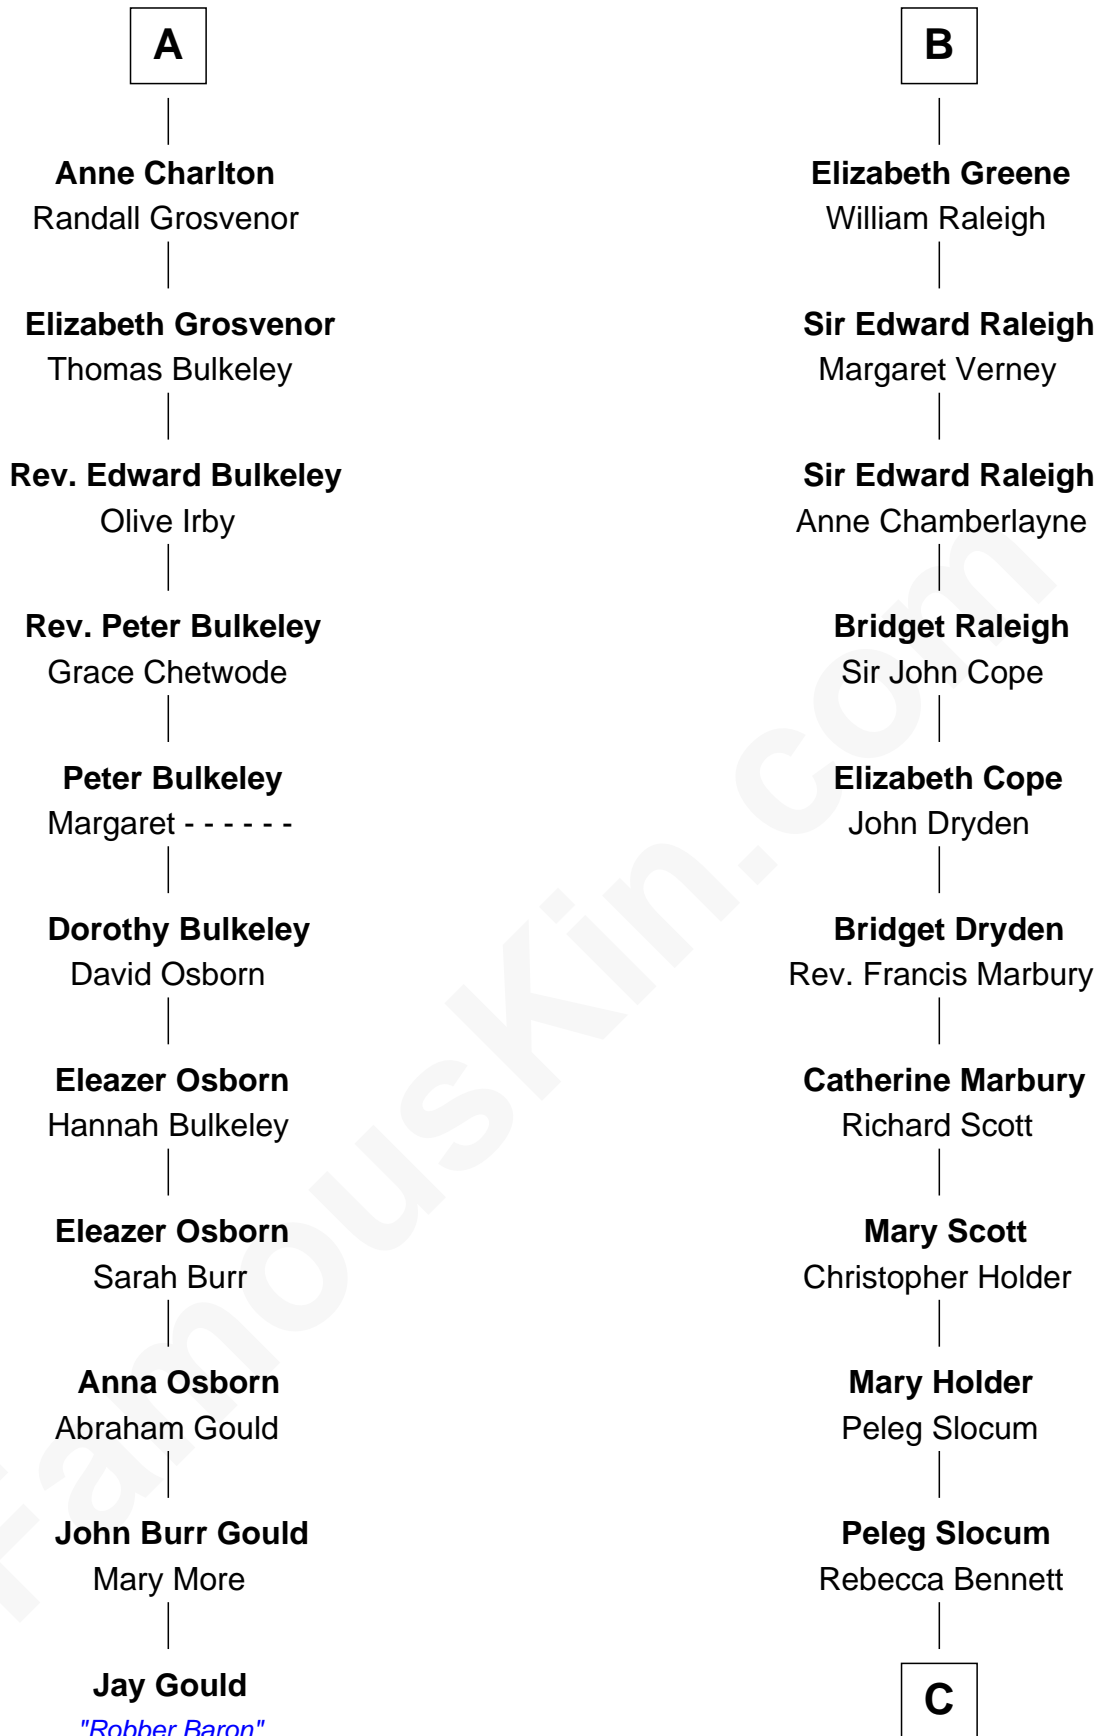 A
Anne Charlton
Randall Grosvenor
Elizabeth Grosvenor
Thomas Bulkeley
Rev. Edward Bulkeley
Olive Irby
Rev. Peter Bulkeley
Grace Chetwode
Peter Bulkeley
Margaret - - - - - -
Dorothy Bulkeley
David Osborn
Eleazer Osborn
Hannah Bulkeley
Eleazer Osborn
Sarah Burr
Anna Osborn
Abraham Gould
John Burr Gould
Mary More
Jay Gould
"Robber Baron"
B
Elizabeth Greene
William Raleigh
Sir Edward Raleigh
Margaret Verney
Sir Edward Raleigh
Anne Chamberlayne
Bridget Raleigh
Sir John Cope
Elizabeth Cope
John Dryden
Bridget Dryden
Rev. Francis Marbury
Catherine Marbury
Richard Scott
Mary Scott
Christopher Holder
Mary Holder
Peleg Slocum
Peleg Slocum
Rebecca Bennett
C
FamousKin.com